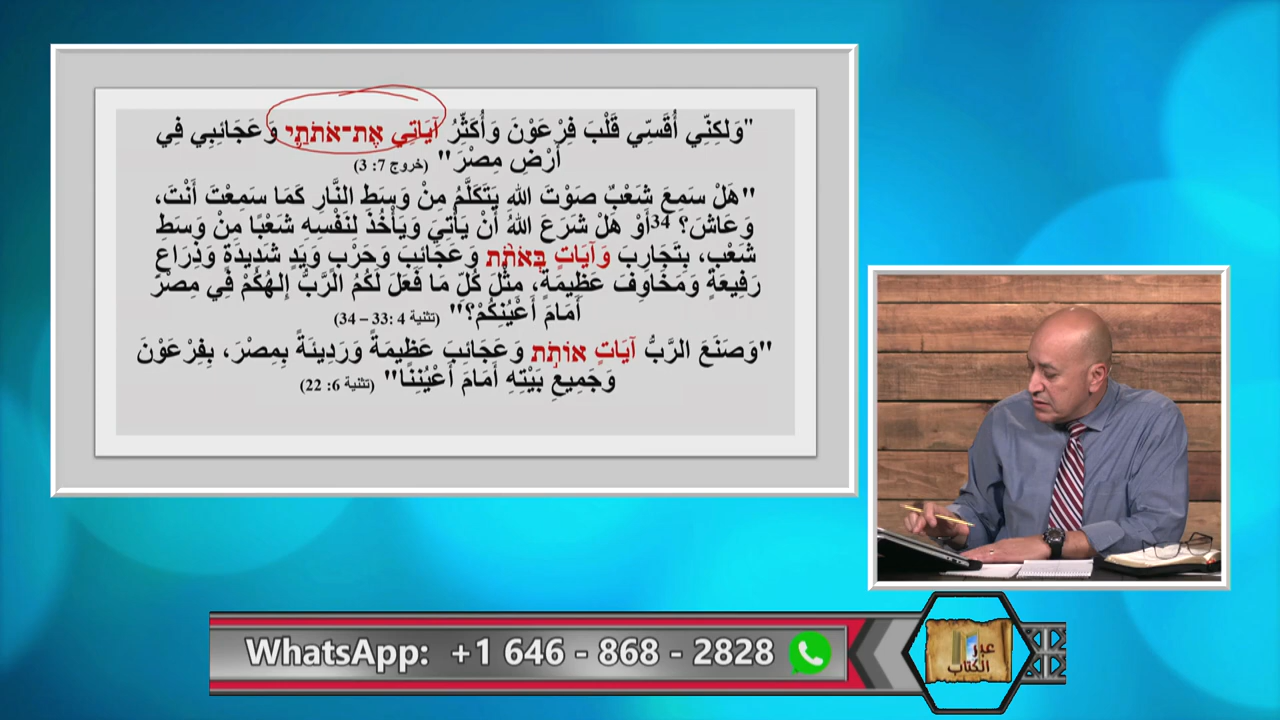 "وَلكِنِّي أُقَسِّي قَلْبَ فِرْعَوْنَ وَأُكَثِّرُ آيَاتِي אֶת־אֹתֹתַ֛י وَعَجَائِبِي فِي
أَرْضِ مِصْرَ" (خروج 7: 3)
"هَلْ سَمِعَ شَعْبٌ صَوْتَ اللهِ يَتَكَلَّمُ مِنْ وَسَطِ النَّارِ كَمَا سَمِعْتَ أَنْتَ،
وَعَاشَ؟ 34أَوْ هَلْ شَرَعَ اللهُ أَنْ يَأْتِيَ وَيَأْخُذَ لِنَفْسِهِ شَعْبًا مِنْ وَسَطِ
شَعْبٍ، بِتَجَارِبَ وَآيَاتٍ בְּאֹתֹ֨ת وَعَجَائِبَ وَحَرْبٍ وَيَدٍ شَدِيدَةٍ وَذِرَاعٍ
رَفِيعَةٍ وَمَخَاوِفَ عَظِيمَةٍ، مِثْلَ كُلِّ مَا فَعَلَ لَكُمُ الرَّبُّ إِلهُكُمْ فِي مِصْرَ
أَمَامَ أَعْيُنِكُمْ؟" (تثنية 4 :33 – 34)
"وَصَنَعَ الرَّبُّ آيَاتٍ אוֹתֹ֣ת وَعَجَائِبَ عَظِيمَةً وَرَدِيئَةً بِمِصْرَ، بِفِرْعَوْنَ
وَجَمِيعِ بَيْتِهِ أَمَامَ أَعْيُنِنَا" (تثنية 6: 22)
WhatsApp: +1 646 - 868 - 2828
عبر
الكتاب